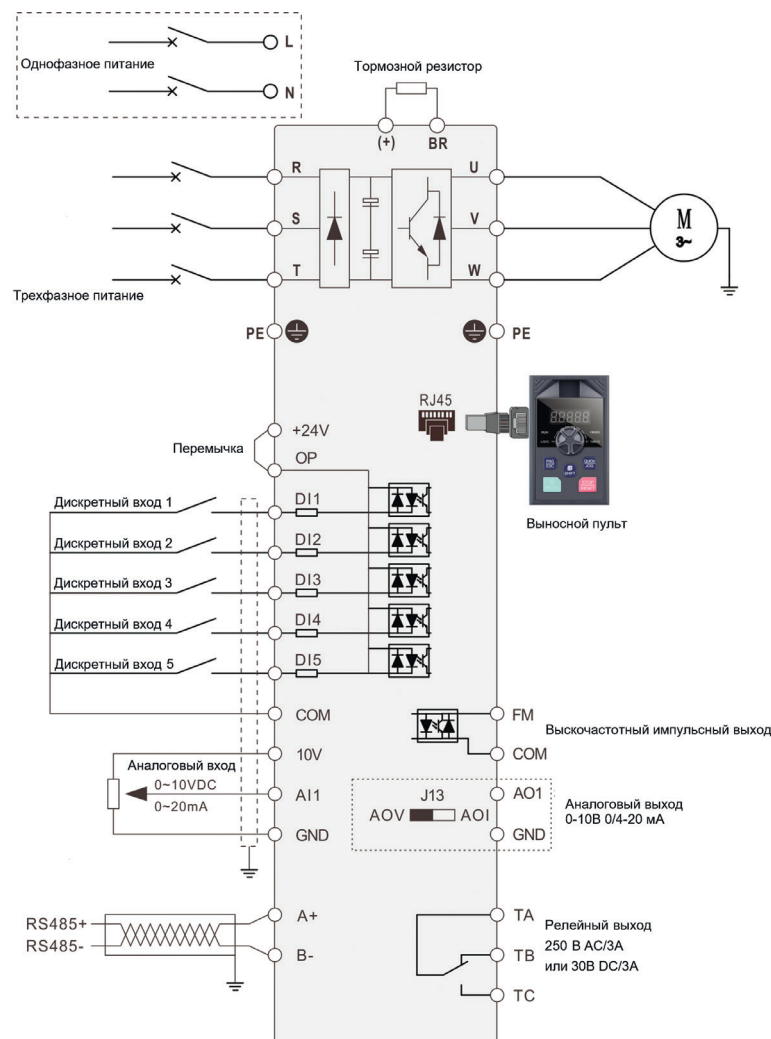 L
Однофазное питание
N
Тормозной резистор
(+)
BR
R
U
S
V
M
3~
T
W
Трехфазное питание
PE
PE
RJ45
+24V
Перемычка
OP
Выносной пульт
Дискретный вход 1
DI1
Дискретный вход 2
DI2
Дискретный вход 3
DI3
Дискретный вход 4
DI4
Дискретный вход 5
DI5
COM
FM
Выскочастотный импульсный выход
10V
COM
Аналоговый вход
0~10VDC
0~20mA
AI1
J13
AOV
AOI
AO1
Аналоговый выход
0-10В 0/4-20 мА
GND
GND
RS485+
RS485-
A+
B-
TA
Релейный выход
TB
250 В AC/3A
или 30В DC/3A
TC